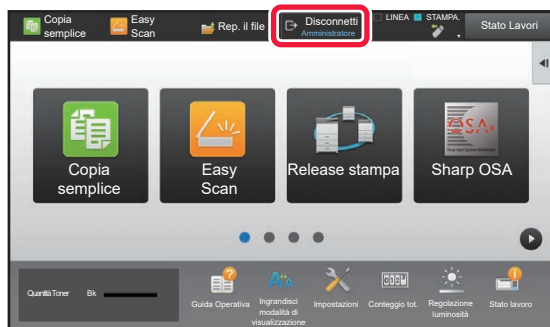 Copia
semplice
Easy
Scan
Rep. il file
Disconnetti
Amministratore
LINEA
STAMPA.
Stato Lavori
Copia
semplice
Easy
Scan
Release stampa
Sharp OSA
OSA
Quantità Toner
Bk
Guida Operativa
Ingrandisci
modalità di
visualizzazione
Impostazioni
Conteggio tot.
Regolazione
luminosità
Stato lavoro